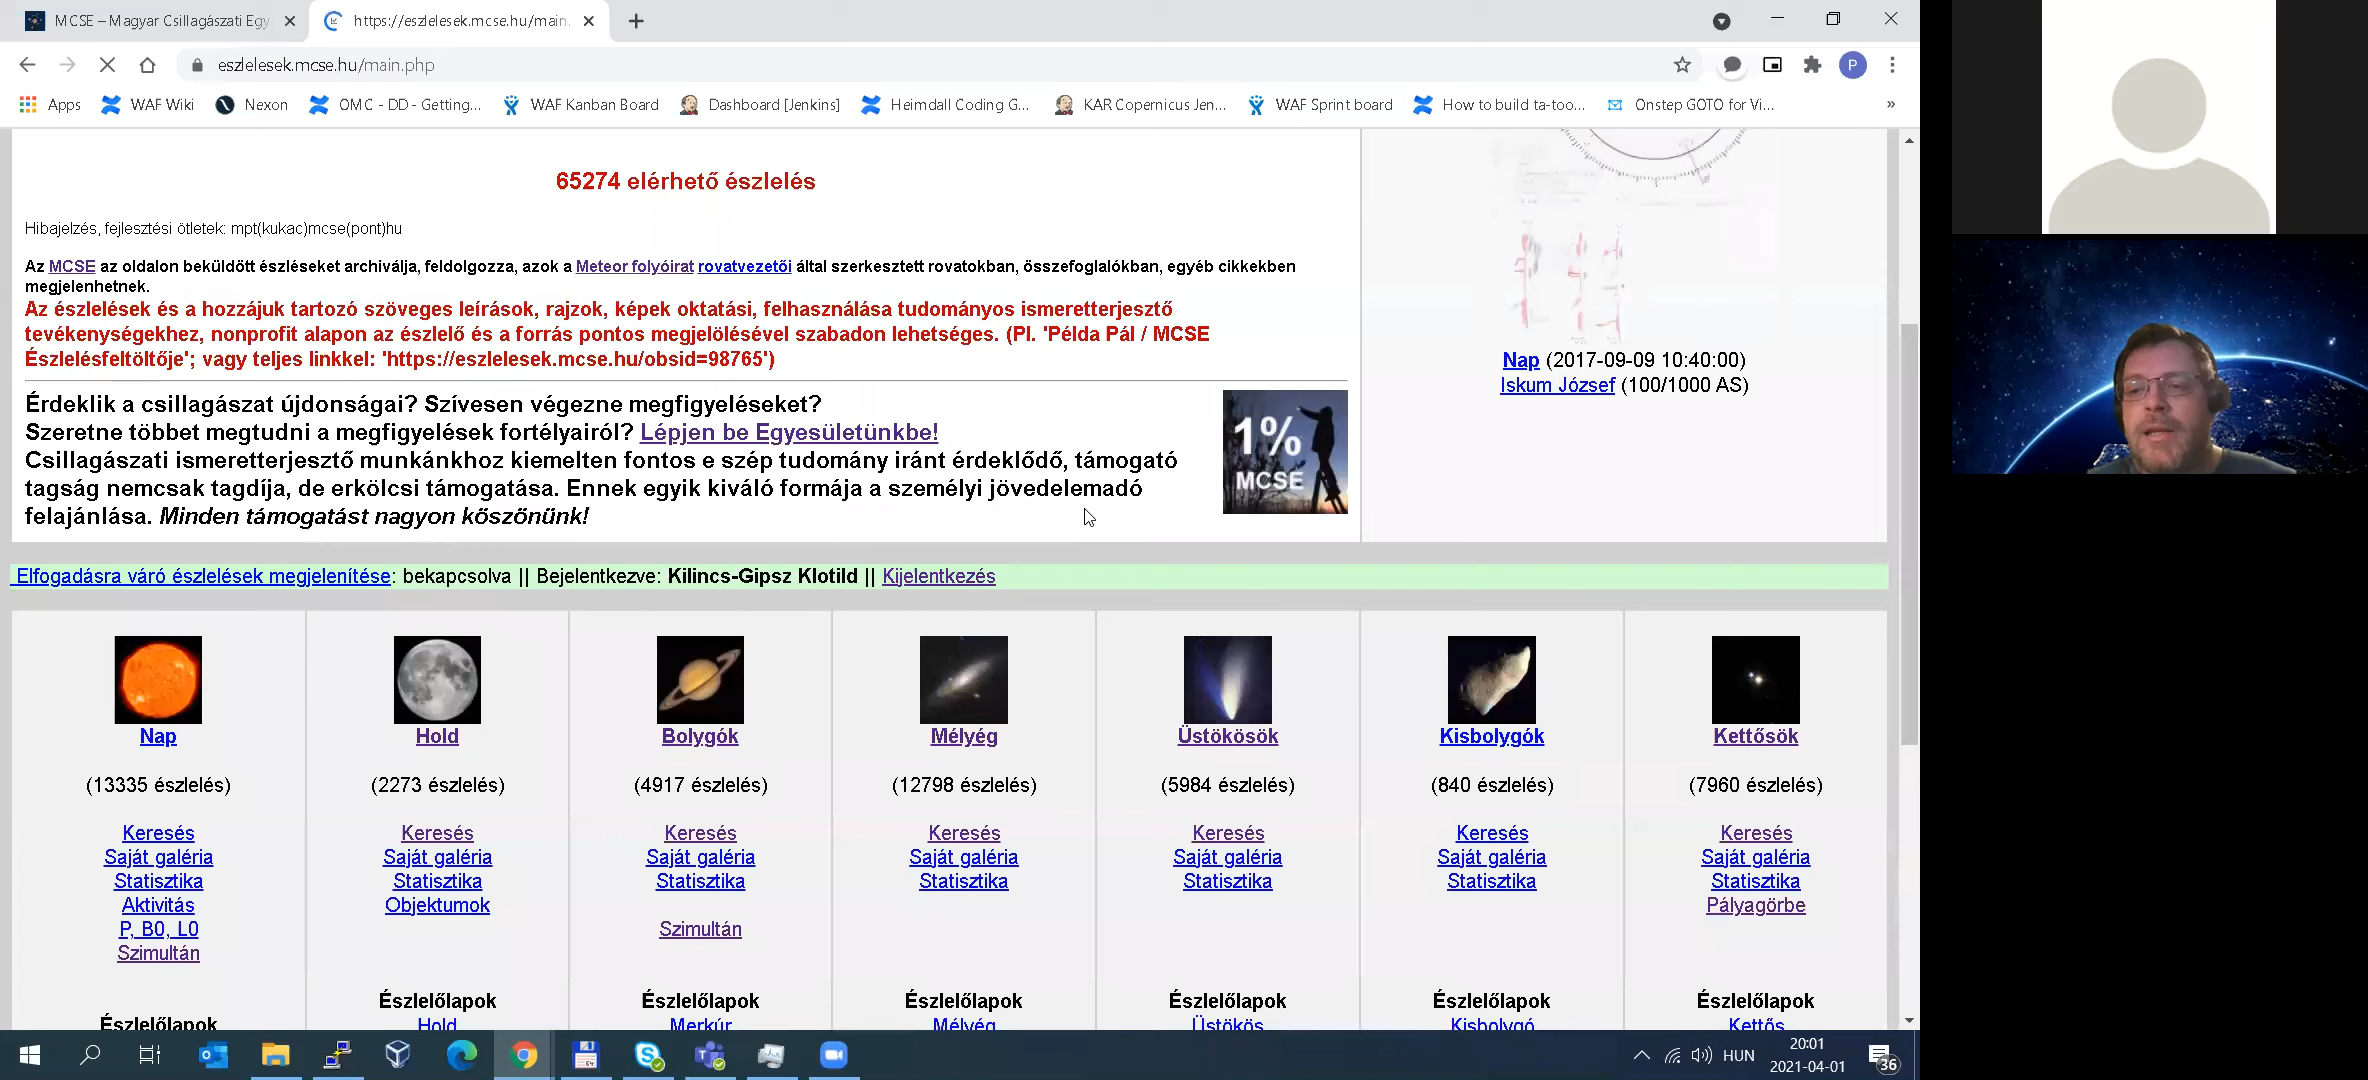 MCSE – Magyar Csillagászati Egy
https://eszlelesek.mcse.hu/main.
eszlelesek.mcse.hu/main.php
P
Apps
WAF Wiki
Nexon
OMC - DD - Getting...
WAF Kanban Board
Dashboard [Jenkins]
Heimdall Coding G...
KAR Copernicus Jen...
WAF Sprint board
How to build ta-too...
Onstep GOTO for Vi...
»
65274 elérhető észlelés
Hibajelzés, fejlesztési ötletek: mpt(kukac)mcse(pont)hu
Az MCSE az oldalon beküldött észléseket archiválja, feldolgozza, azok a Meteor folyóirat rovatvezetői által szerkesztett rovatokban, összefoglalókban, egyéb cikkekben
megjelenhetnek.
Az észlelések és a hozzájuk tartozó szöveges leírások, rajzok, képek oktatási, felhasználása tudományos ismeretterjesztő
tevékenységekhez, nonprofit alapon az észlelő és a forrás pontos megjelölésével szabadon lehetséges. (Pl. 'Példa Pál / MCSE
Észlelésfeltöltője'; vagy teljes linkkel: 'https://eszlelesek.mcse.hu/obsid=98765')
Érdeklik a csillagászat újdonságai? Szívesen végezne megfigyeléseket?
Szeretne többet megtudni a megfigyelések fortélyairól? Lépjen be Egyesületünkbe!
Csillagászati ismeretterjesztő munkánkhoz kiemelten fontos e szép tudomány iránt érdeklődő, támogató
tagság nemcsak tagdíja, de erkölcsi támogatása. Ennek egyik kiváló formája a személyi jövedelemadó
felajánlása. Minden támogatást nagyon köszönünk!
1%
MCSE
Nap (2017-09-09 10:40:00)
Iskum József (100/1000 AS)
Elfogadásra váró észlelések megjelenítése: bekapcsolva || Bejelentkezve: Kilincs-Gipsz Klotild || Kijelentkezés
Nap
(13335 észlelés)
Keresés
Saját galéria
Statisztika
Aktivitás
P, B0, L0
Szimultán
Észlelőlapok
Hold
(2273 észlelés)
Keresés
Saját galéria
Statisztika
Objektumok
Észlelőlapok
Hold
Bolygók
(4917 észlelés)
Keresés
Saját galéria
Statisztika
Szimultán
Észlelőlapok
Merkúr
Mélyég
(12798 észlelés)
Keresés
Saját galéria
Statisztika
Észlelőlapok
Mélyég
Üstökösök
(5984 észlelés)
Keresés
Saját galéria
Statisztika
Észlelőlapok
Üstökös
Kisbolygók
(840 észlelés)
Keresés
Saját galéria
Statisztika
Észlelőlapok
Kisbolygó
Kettősök
(7960 észlelés)
Keresés
Saját galéria
Statisztika
Pályagörbe
Észlelőlapok
Kettős
HUN
20:01
2021-04-01
36